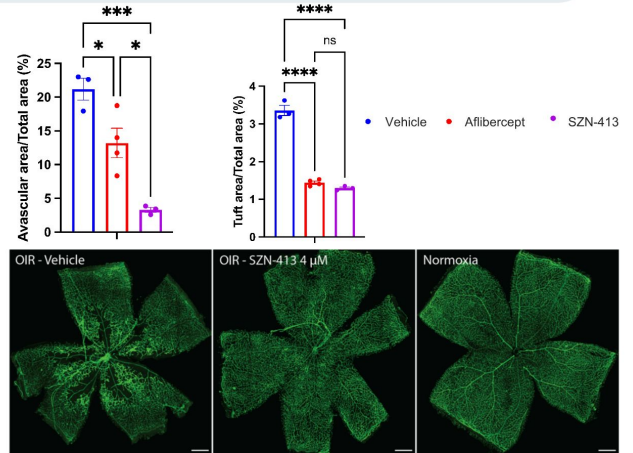 ***
*
*
Avascular area/Total area (%)
25
20
15
10
5
0
****
ns
****
Tuft area/Total area (%)
4
3
2
1
0
Vehicle
Aflibercept
SZN-413
OIR - Vehicle
OIR - SZN-413 4 µM
Normoxia